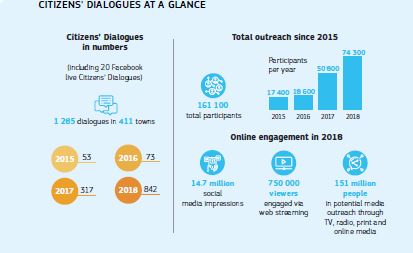 CITIZENS' DIALOGUES AT A GLANCE
Citizens' Dialogues
in numbers
(including 20 Facebook
live Citizens' Dialogues)
1 285 dialogues in 411 towns
2015 53
2016 73
2017 317
2018 842
Total outreach since 2015
161 100
total participants
Participants
per year
17 400
18 600
50 800
74 300
2015 2016 2017 2018
Online engagement in 2018
14.7 million
social
media impressions
750 000
viewers
engaged via
web streaming
151 million
people
in potential media
outreach through
TV, radio, print and
online media